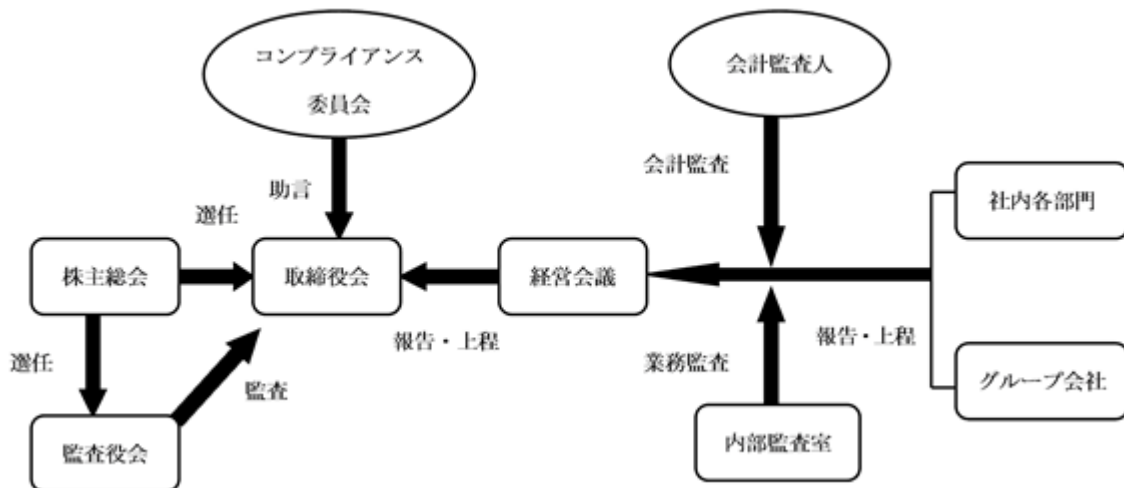 コンプライアンス
委員会
会計監査人
助言
会計監査
選任
社内各部門
株主総会
取締役会
経営会議
選任
報告・上程
監査
業務監査
報告・上程
グループ会社
監査役会
内部監査室